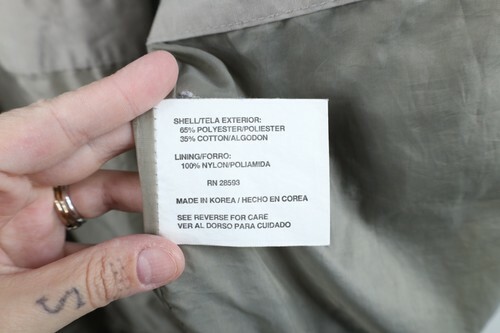 SHELL/TELA EXTERIOR:
65% POLYESTER/POLIESTER
35% COTTON/ALGODON
LINING/FORRO:
100% NYLON/POLIAMIDA
RN 28593
MADE IN KOREA / HECHO EN COREA
SEE REVERSE FOR CARE
VER AL DORSO PARA CUIDADO